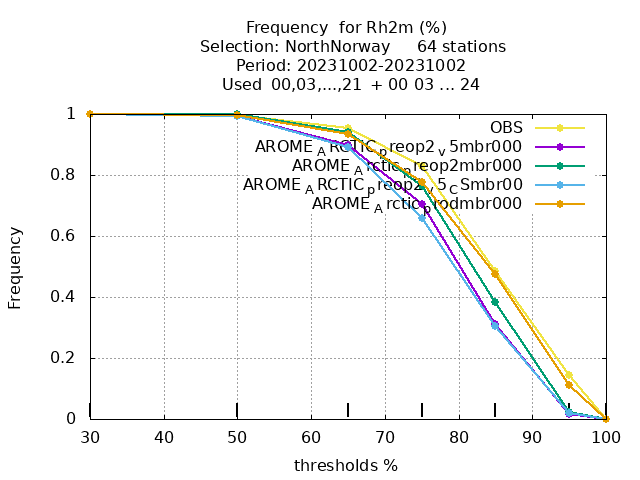 Frequency for Rh2m (%)
Selection: NorthNorway 64 stations
Period: 20231002-20231002
Used 00,03,...,21 + 00 03 ... 24
OBS
AROME_ARCTIC_preop2_v5mbr000
AROME_Arctic_preop2mbr000
AROME_ARCTIC_preop2_v5_CSmbr00
AROME_Arctic_prodmbr000
1
0.8
0.6
0.4
0.2
0
Frequency
30 40 50 60 70 80 90 100
thresholds %